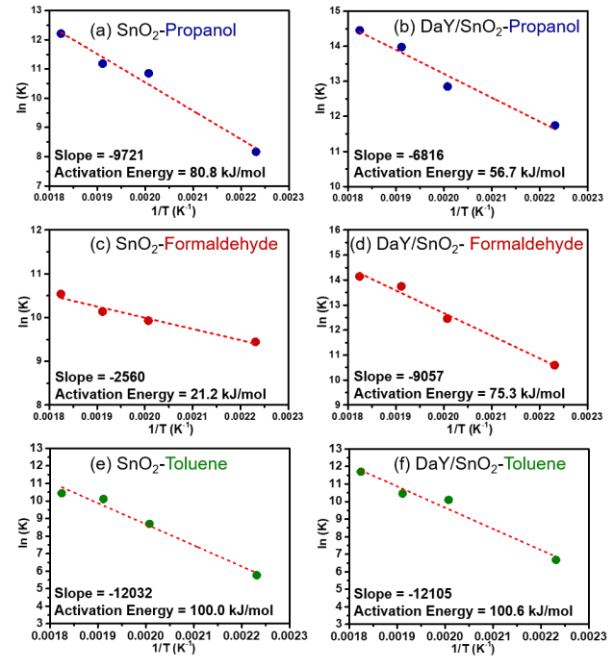 (a) SnO₂-Propanol
13
12
11
10
9
8
7
ln (K)
Slope = -9721
Activation Energy = 80.8 kJ/mol
0.0018 0.0019 0.0020 0.0021 0.0022 0.0023
1/T (K⁻¹)
(b) DaY/SnO₂-Propanol
15
14
13
12
11
10
ln (K)
Slope = -6816
Activation Energy = 56.7 kJ/mol
0.0018 0.0019 0.0020 0.0021 0.0022 0.0023
1/T (K⁻¹)
(c) SnO₂-Formaldehyde
12
11
10
9
8
ln (K)
Slope = -2560
Activation Energy = 21.2 kJ/mol
0.0018 0.0019 0.0020 0.0021 0.0022 0.0023
1/T (K⁻¹)
(d) DaY/SnO₂- Formaldehyde
16
15
14
13
12
11
10
9
ln (K)
Slope = -9057
Activation Energy = 75.3 kJ/mol
0.0018 0.0019 0.0020 0.0021 0.0022 0.0023
1/T (K⁻¹)
(e) SnO₂-Toluene
13
12
11
10
9
8
7
6
5
4
3
ln (K)
Slope = -12032
Activation Energy = 100.0 kJ/mol
0.0018 0.0019 0.0020 0.0021 0.0022 0.0023
1/T (K⁻¹)
(f) DaY/SnO₂-Toluene
13
12
11
10
9
8
7
6
5
4
3
ln (K)
Slope = -12105
Activation Energy = 100.6 kJ/mol
0.0018 0.0019 0.0020 0.0021 0.0022 0.0023
1/T (K⁻¹)